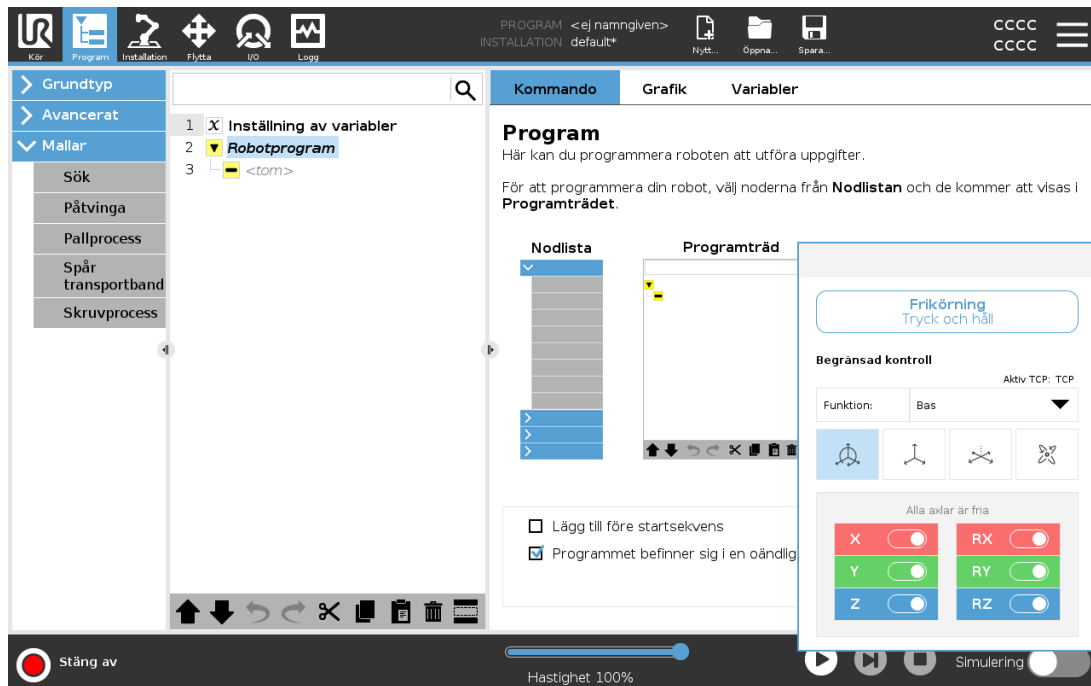 PROGRAM <ej namngiven>
INSTALLATION default*
Kör
Program
Installation
Flytta
I/O
Logg
Nytt...
Öppna...
Spara...
CCCC
CCCC
Grundtyp
Avancerat
Mallar
Sök
Påtvinga
Pallprocess
Spår
transportband
Skruvprocess
1 X Inställning av variabler
2 Robotprogram
3 <tom>
Kommando Grafik Variabler
Program
Här kan du programmera roboten att utföra uppgifter.
För att programmera din robot, välj noderna från Nodlistan och de kommer att visas i
Programträdet.
Nodlista Programträd
Lägg till före startsekvens
Programmet befinner sig i en oändlig
Frikörning
Tryck och håll
Begränsad kontroll
Aktiv TCP: TCP
Funktion: Bas
Alla axlar är fria
X RX
Y RY
Z RZ
Stäng av
Hastighet 100%
Simulering